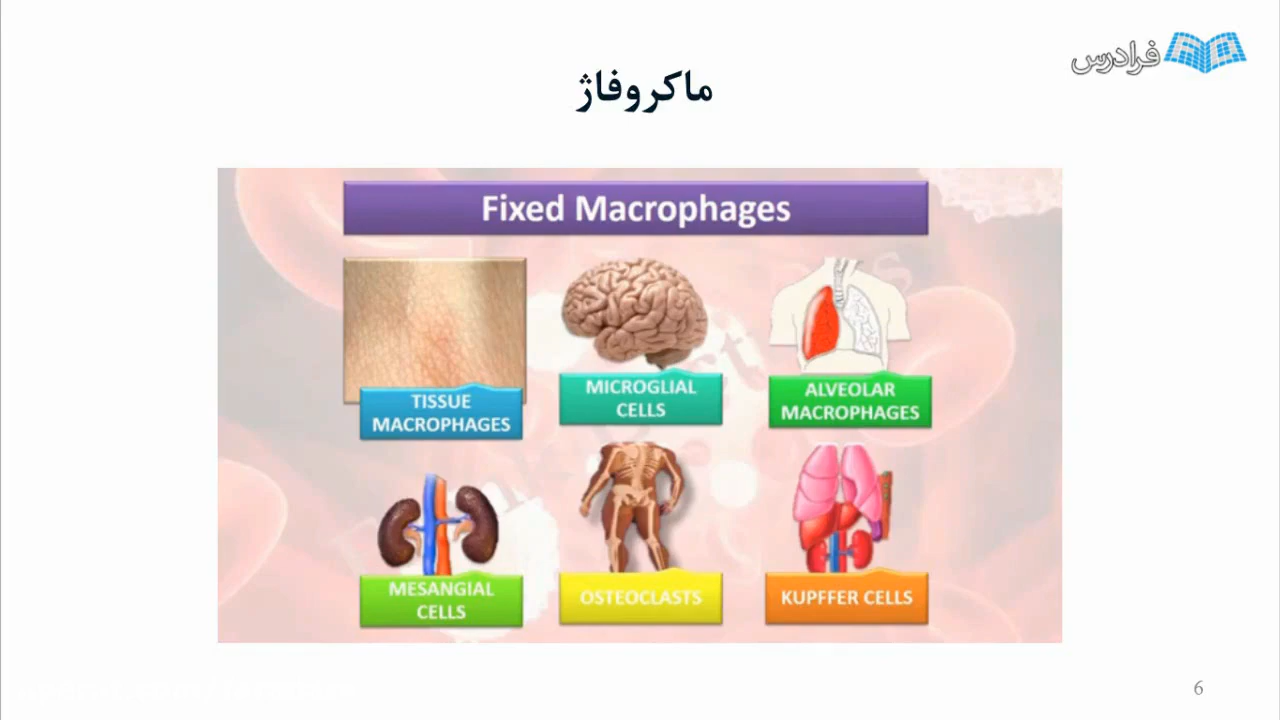 فرادرس
ماکروفاژ
Fixed Macrophages
TISSUE
MACROPHAGES
MICROGLIAL
CELLS
ALVEOLAR
MACROPHAGES
MESANGIAL
CELLS
OSTEOCLASTS
KUPFFER CELLS
6